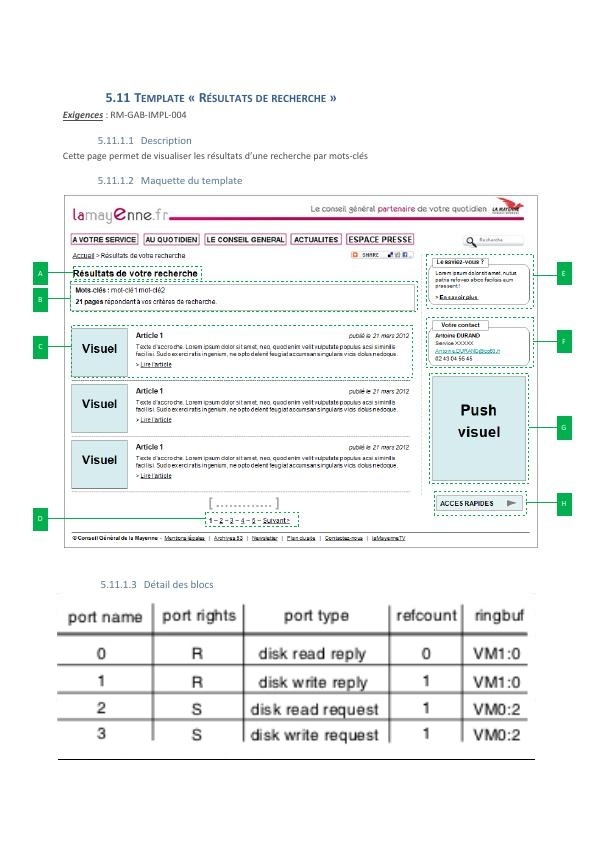 5.11 TEMPLATE « RÉSULTATS DE RECHERCHE »
Exigences : RM-GAB-IMPL-004
5.11.1.1 Description
Cette page permet de visualiser les résultats d'une recherche par mots-clés
5.11.1.2 Maquette du template
lamayenne.fr
Le conseil général partenaire de votre quotidien
LA MAYENNE
A VOTRE SERVICE
AU QUOTIDIEN
LE CONSEIL GENERAL
ACTUALITES
ESPACE PRESSE
Recherche
Accueil > Résultats de votre recherche
SHARE
A
Résultats de votre recherche
B
Mots-clés : mot-clé1 mot-clé2
21 pages répondent à vos critères de recherche.
C
Visuel
Article 1
publié le 21 mars 2012
Texte d'accroche. Lorem ipsum dolor sit amet, neo, quod enim velit vulputate populus acsi similis
facilisi. Sudo exerci ratis ingenium, ne opto delent feugiat accumsan singularis vicis dolus nedoque.
> Lire l'article
Visuel
Article 1
publié le 21 mars 2012
Texte d'accroche. Lorem ipsum dolor sit amet, neo, quod enim velit vulputate populus acsi similis
facilisi. Sudo exerci ratis ingenium, ne opto delent feugiat accumsan singularis vicis dolus nedoque.
> Lire l'article
Visuel
Article 1
publié le 21 mars 2012
Texte d'accroche. Lorem ipsum dolor sit amet, neo, quod enim velit vulputate populus acsi similis
facilisi. Sudo exerci ratis ingenium, ne opto delent feugiat accumsan singularis vicis dolus nedoque.
> Lire l'article
[............]
D
1 – 2 – 3 – 4 – 5 – Suivant >
Le saviez-vous ?
E
Lorem ipsum dolor sit amet, nutus
patria refoveo abico facilisis eum
praesent !
> En savoir plus
Votre contact
F
Antoine DURAND
Service XXXXX
Antoine.DURAND@cg53.fr
02 43 04 56 45
Push
visuel
G
ACCES RAPIDES
H
© Conseil Général de la Mayenne - Mentions légales | Archives 53 | Newsletter | Plan du site | Contactez-nous | laMayenneTV
5.11.1.3 Détail des blocs
port name port rights port type refcount ringbuf
0 R disk read reply 0 VM1:0
1 R disk write reply 1 VM1:0
2 S disk read request 1 VM0:2
3 S disk write request 1 VM0:2